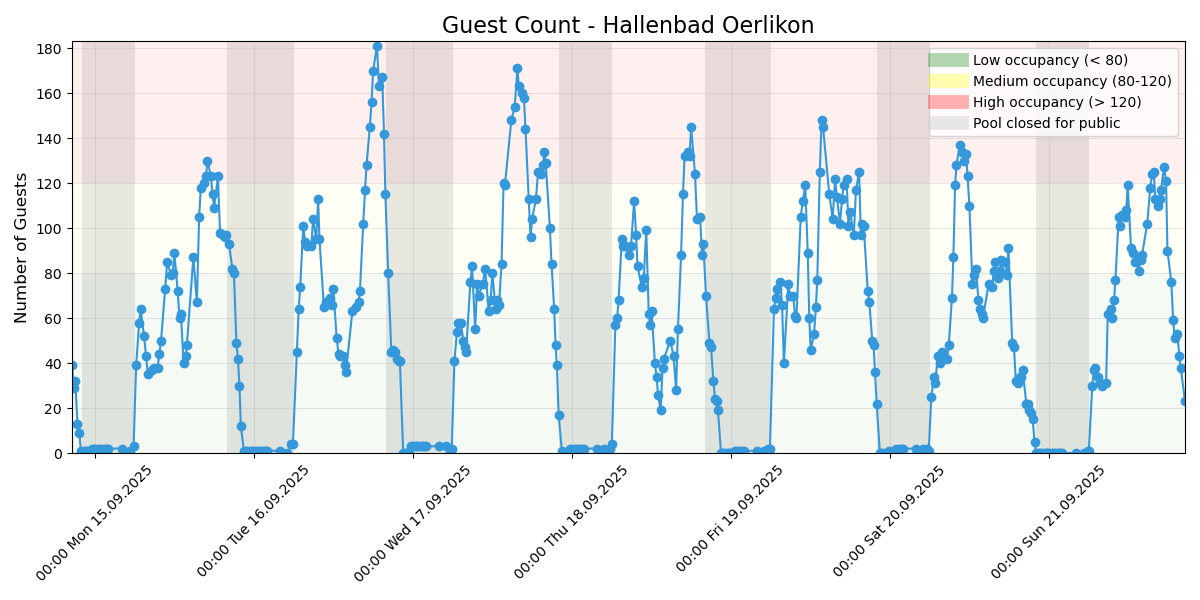 Guest Count - Hallenbad Oerlikon
Number of Guests
180
160
140
120
100
80
60
40
20
0
Low occupancy (< 80)
Medium occupancy (80-120)
High occupancy (> 120)
Pool closed for public
00:00 Mon 15.09.2025
00:00 Tue 16.09.2025
00:00 Wed 17.09.2025
00:00 Thu 18.09.2025
00:00 Fri 19.09.2025
00:00 Sat 20.09.2025
00:00 Sun 21.09.2025